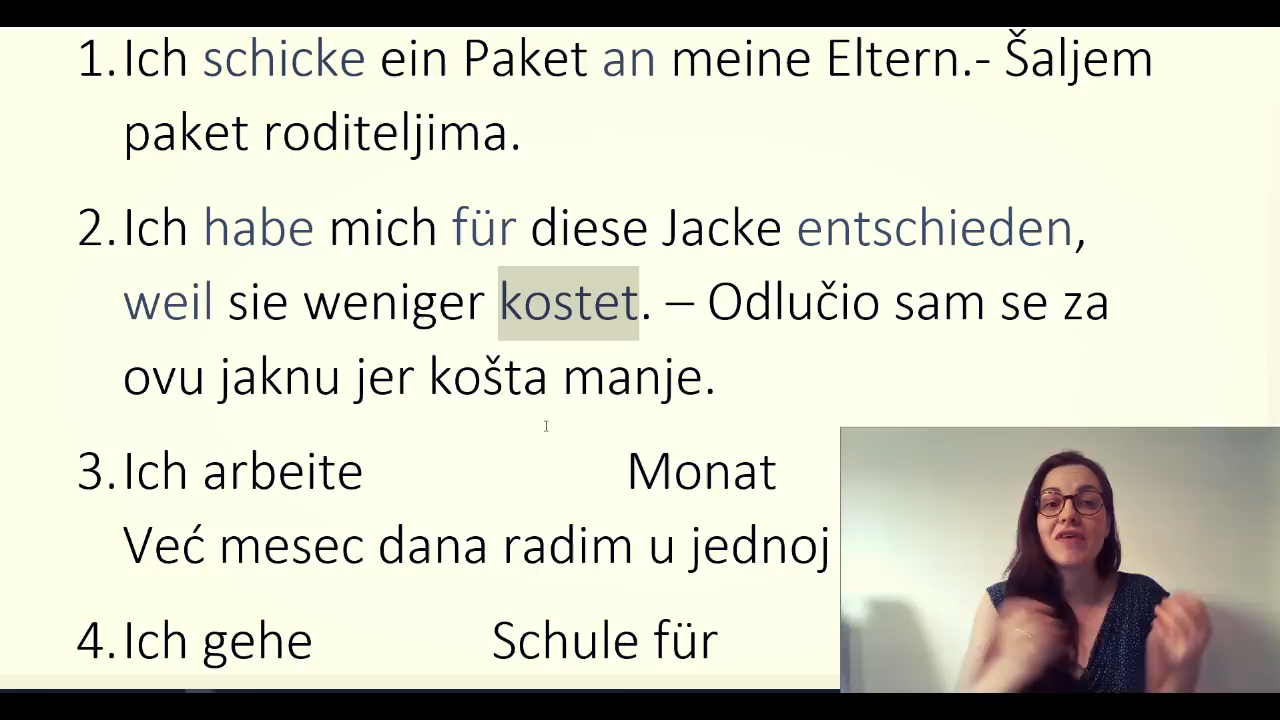 1. Ich schicke ein Paket an meine Eltern.- Šaljem
paket roditeljima.
2. Ich habe mich für diese Jacke entschieden,
weil sie weniger kostet. – Odlučio sam se za
ovu jaknu jer košta manje.
3. Ich arbeite Monat
Već mesec dana radim u jednoj
4. Ich gehe Schule für